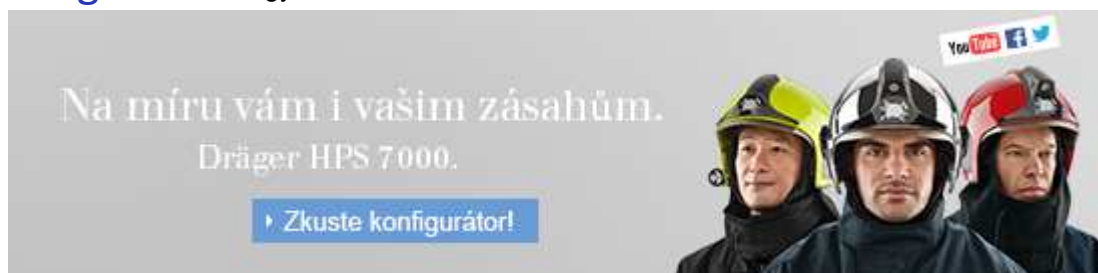 YouTube
Na míru vám i vašim zásahům.
Dräger HPS 7000.
Zkuste konfigurátor!